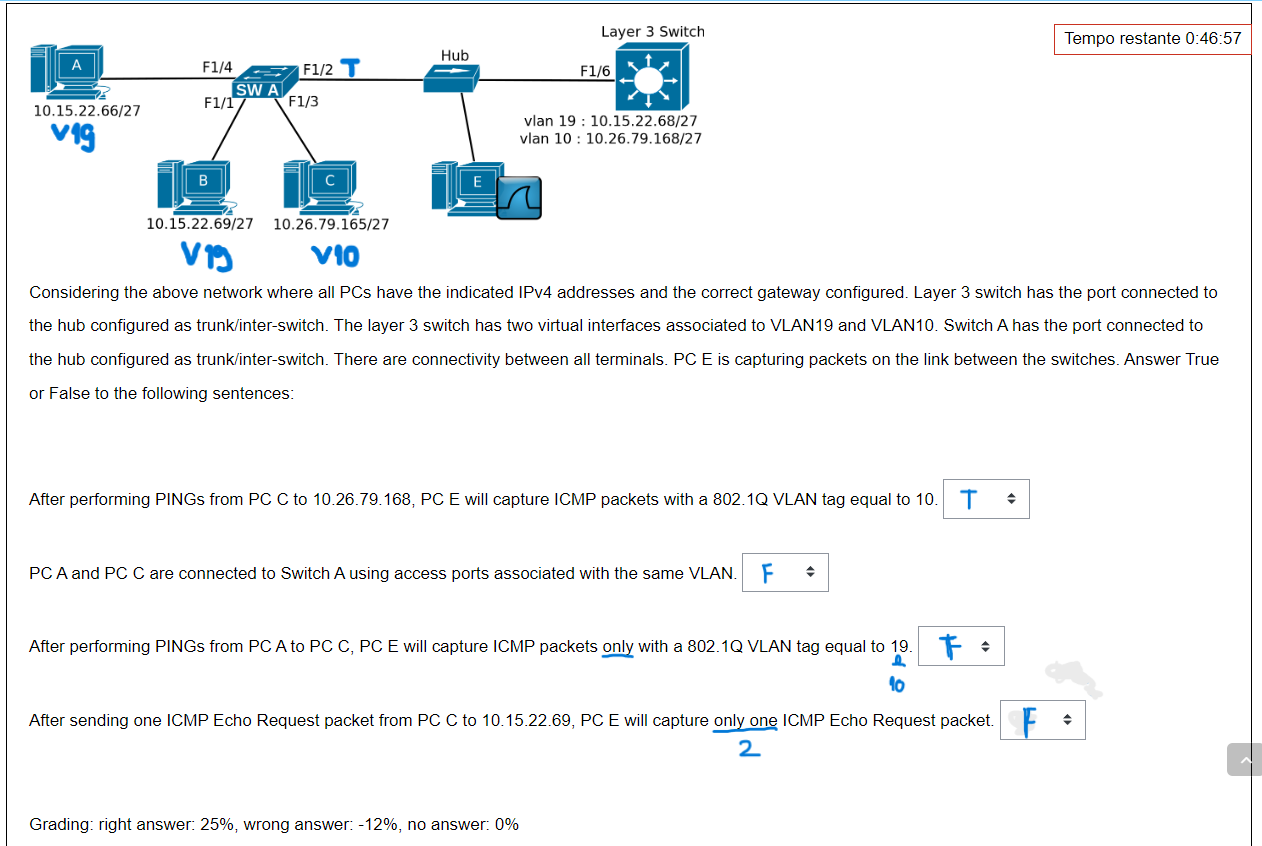 Layer 3 Switch
Tempo restante 0:46:57
A
F1/4
F1/2 T
Hub
F1/6
SW A
10.15.22.66/27
F1/1
F1/3
V19
vlan 19 : 10.15.22.68/27
vlan 10 : 10.26.79.168/27
B
C
E
10.15.22.69/27
10.26.79.165/27
V19
V10
Considering the above network where all PCs have the indicated IPv4 addresses and the correct gateway configured. Layer 3 switch has the port connected to
the hub configured as trunk/inter-switch. The layer 3 switch has two virtual interfaces associated to VLAN19 and VLAN10. Switch A has the port connected to
the hub configured as trunk/inter-switch. There are connectivity between all terminals. PC E is capturing packets on the link between the switches. Answer True
or False to the following sentences:
After performing PINGs from PC C to 10.26.79.168, PC E will capture ICMP packets with a 802.1Q VLAN tag equal to 10. T
PC A and PC C are connected to Switch A using access ports associated with the same VLAN. F
After performing PINGs from PC A to PC C, PC E will capture ICMP packets only with a 802.1Q VLAN tag equal to 19. F
10
After sending one ICMP Echo Request packet from PC C to 10.15.22.69, PC E will capture only one ICMP Echo Request packet. F
2
Grading: right answer: 25%, wrong answer: -12%, no answer: 0%